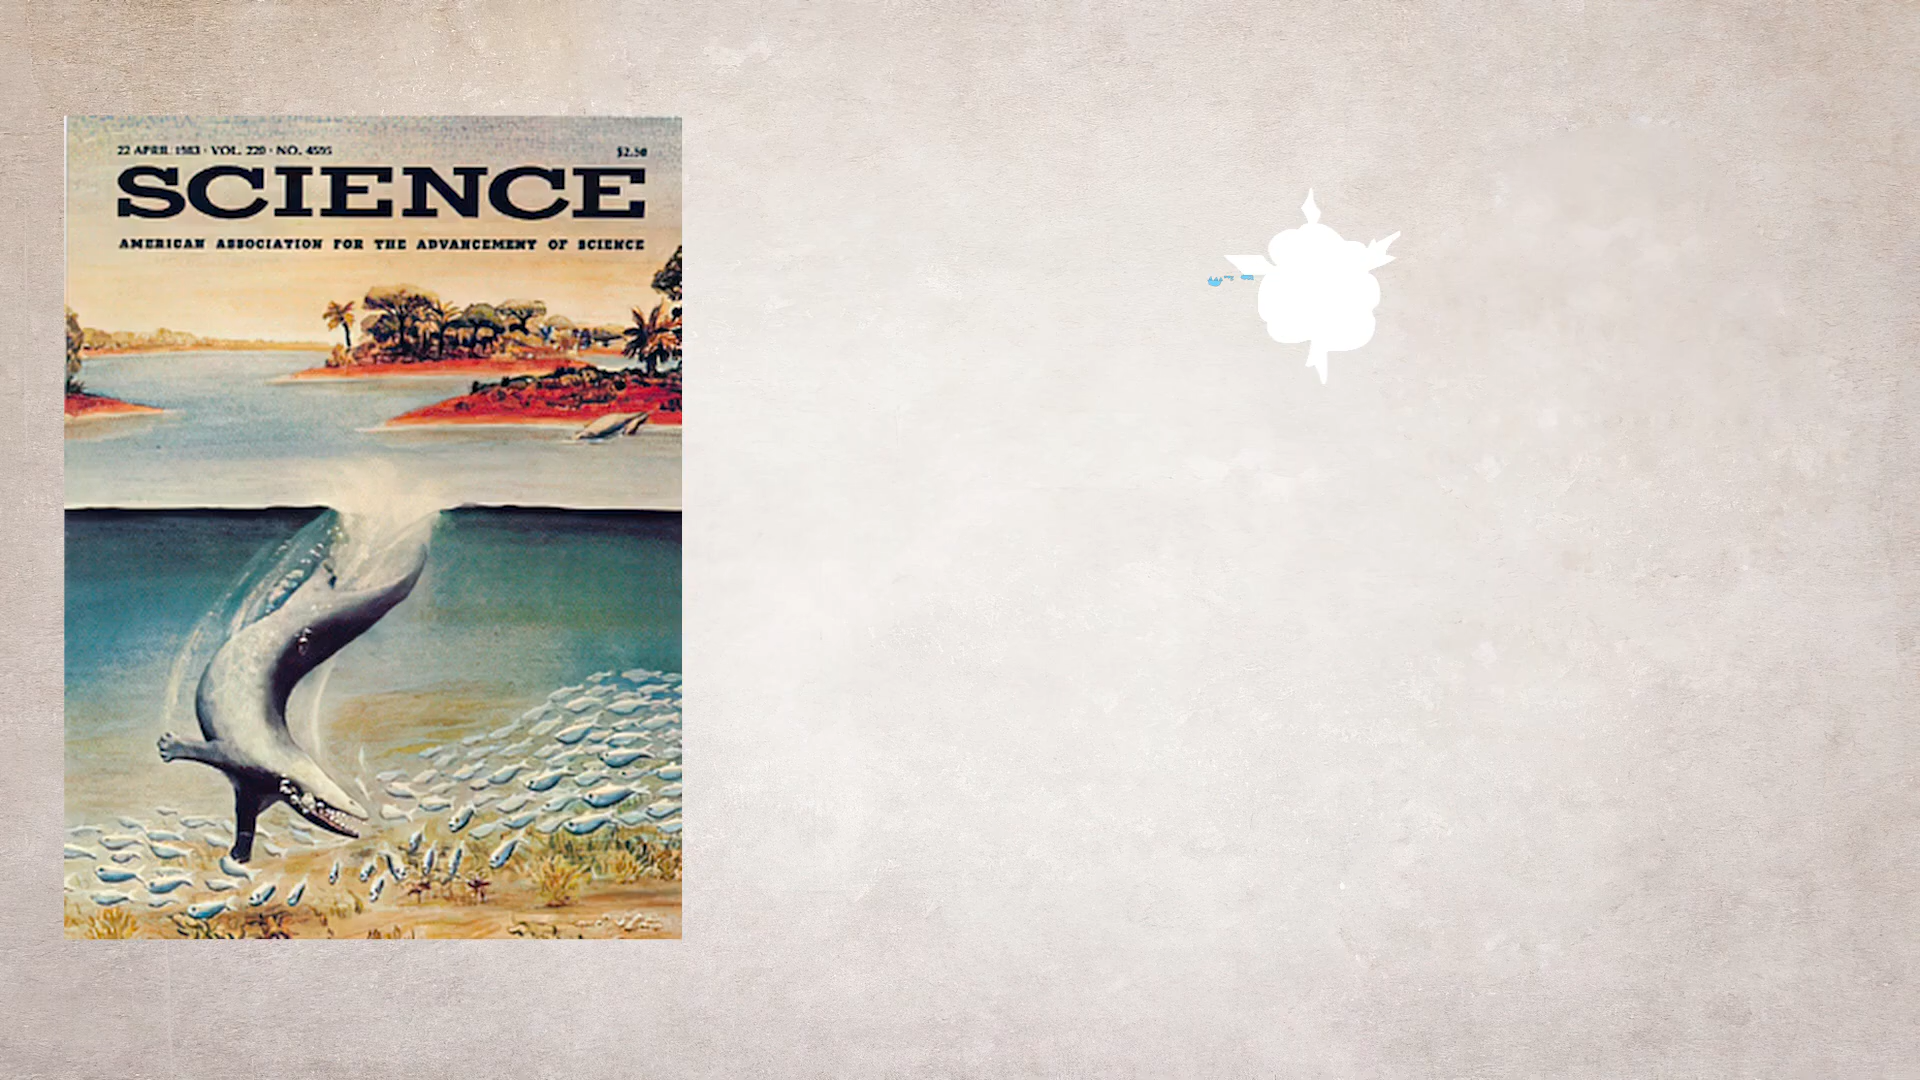 22 APRIL 1983 · VOL. 220 · NO. 4595
$2.50
SCIENCE
AMERICAN ASSOCIATION FOR THE ADVANCEMENT OF SCIENCE